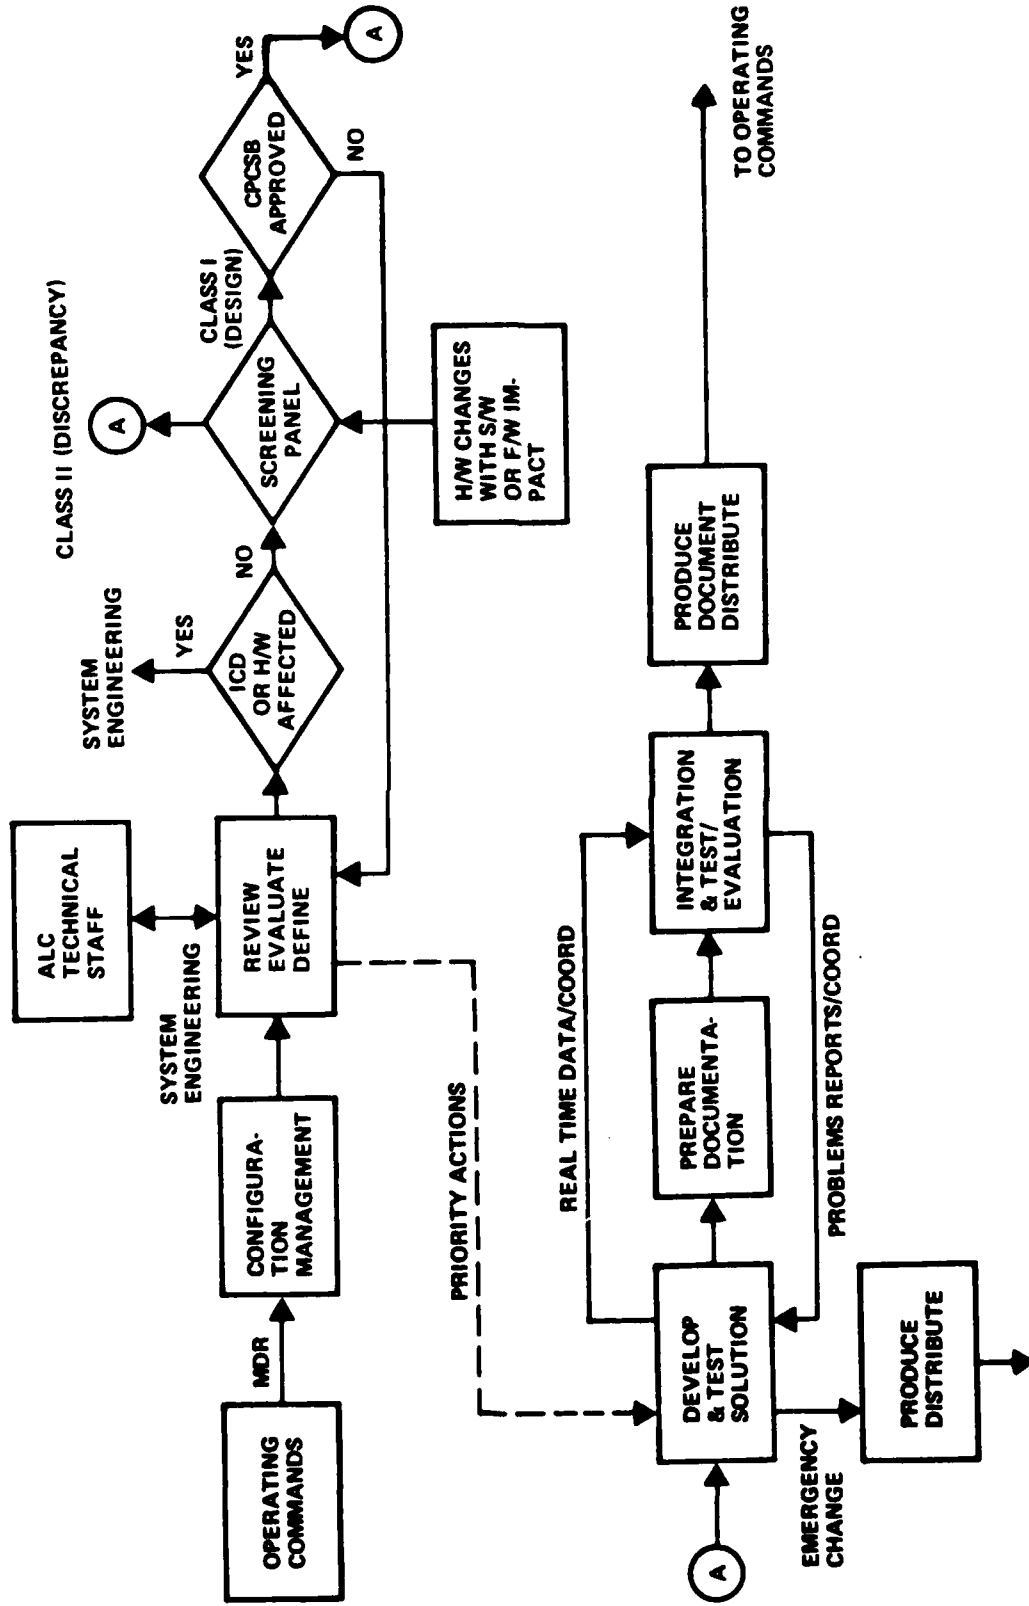 ALC
TECHNICAL
STAFF
SYSTEM
ENGINEERING
CLASS II (DISCREPANCY)
A
SYSTEM
ENGINEERING
YES
OPERATING
COMMANDS
MDR
CONFIGURA-
TION
MANAGEMENT
REVIEW
EVALUATE
DEFINE
ICD
OR H/W
AFFECTED
NO
SCREENING
PANEL
CLASS I
(DESIGN)
CPCSB
APPROVED
YES
A
NO
H/W CHANGES
WITH S/W
OR F/W IM-
PACT
PRIORITY ACTIONS
REAL TIME DATA/COORD
A
DEVELOP
& TEST
SOLUTION
PREPARE
DOCUMENTA-
TION
INTEGRATION
& TEST/
EVALUATION
PRODUCE
DOCUMENT
DISTRIBUTE
TO OPERATING
COMMANDS
EMERGENCY
CHANGE
PROBLEMS REPORTS/COORD
PRODUCE
DISTRIBUTE